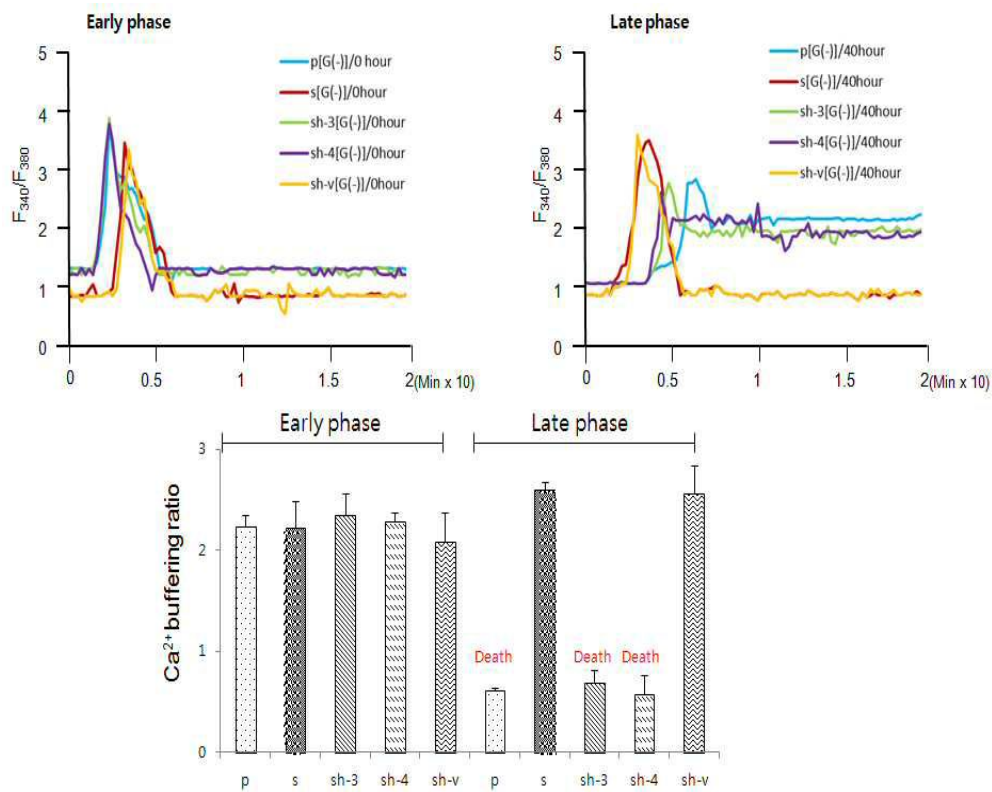 Early phase
5
4
3
2
1
0
F340/F380
p[G(-)]/0 hour
s[G(-)]/0hour
sh-3[G(-)]/0hour
sh-4[G(-)]/0hour
sh-v[G(-)]/0hour
0 0.5 1 1.5 2 (Min x 10)
Late phase
5
4
3
2
1
0
F340/F380
p[G(-)]/40hour
s[G(-)]/40hour
sh-3[G(-)]/40hour
sh-4[G(-)]/40hour
sh-v[G(-)]/40hour
0 0.5 1 1.5 2 (Min x 10)
Early phase Late phase
3
2
1
0
Ca2+ buffering ratio
Death Death Death
p s sh-3 sh-4 sh-v p s sh-3 sh-4 sh-v